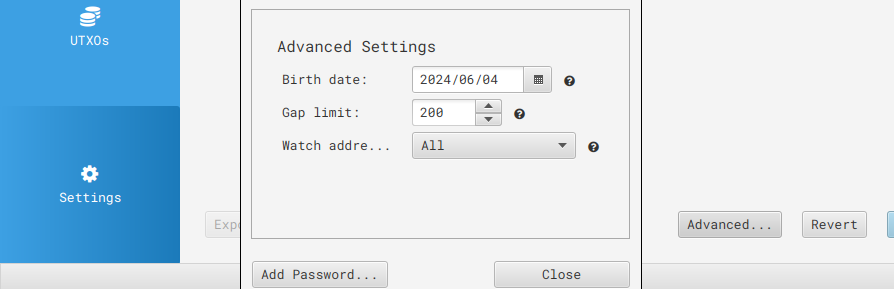 UTXOs
Settings
Advanced Settings
Birth date: 2024/06/04
Gap limit: 200
Watch addre... All
Expo
Advanced...
Revert
Add Password...
Close